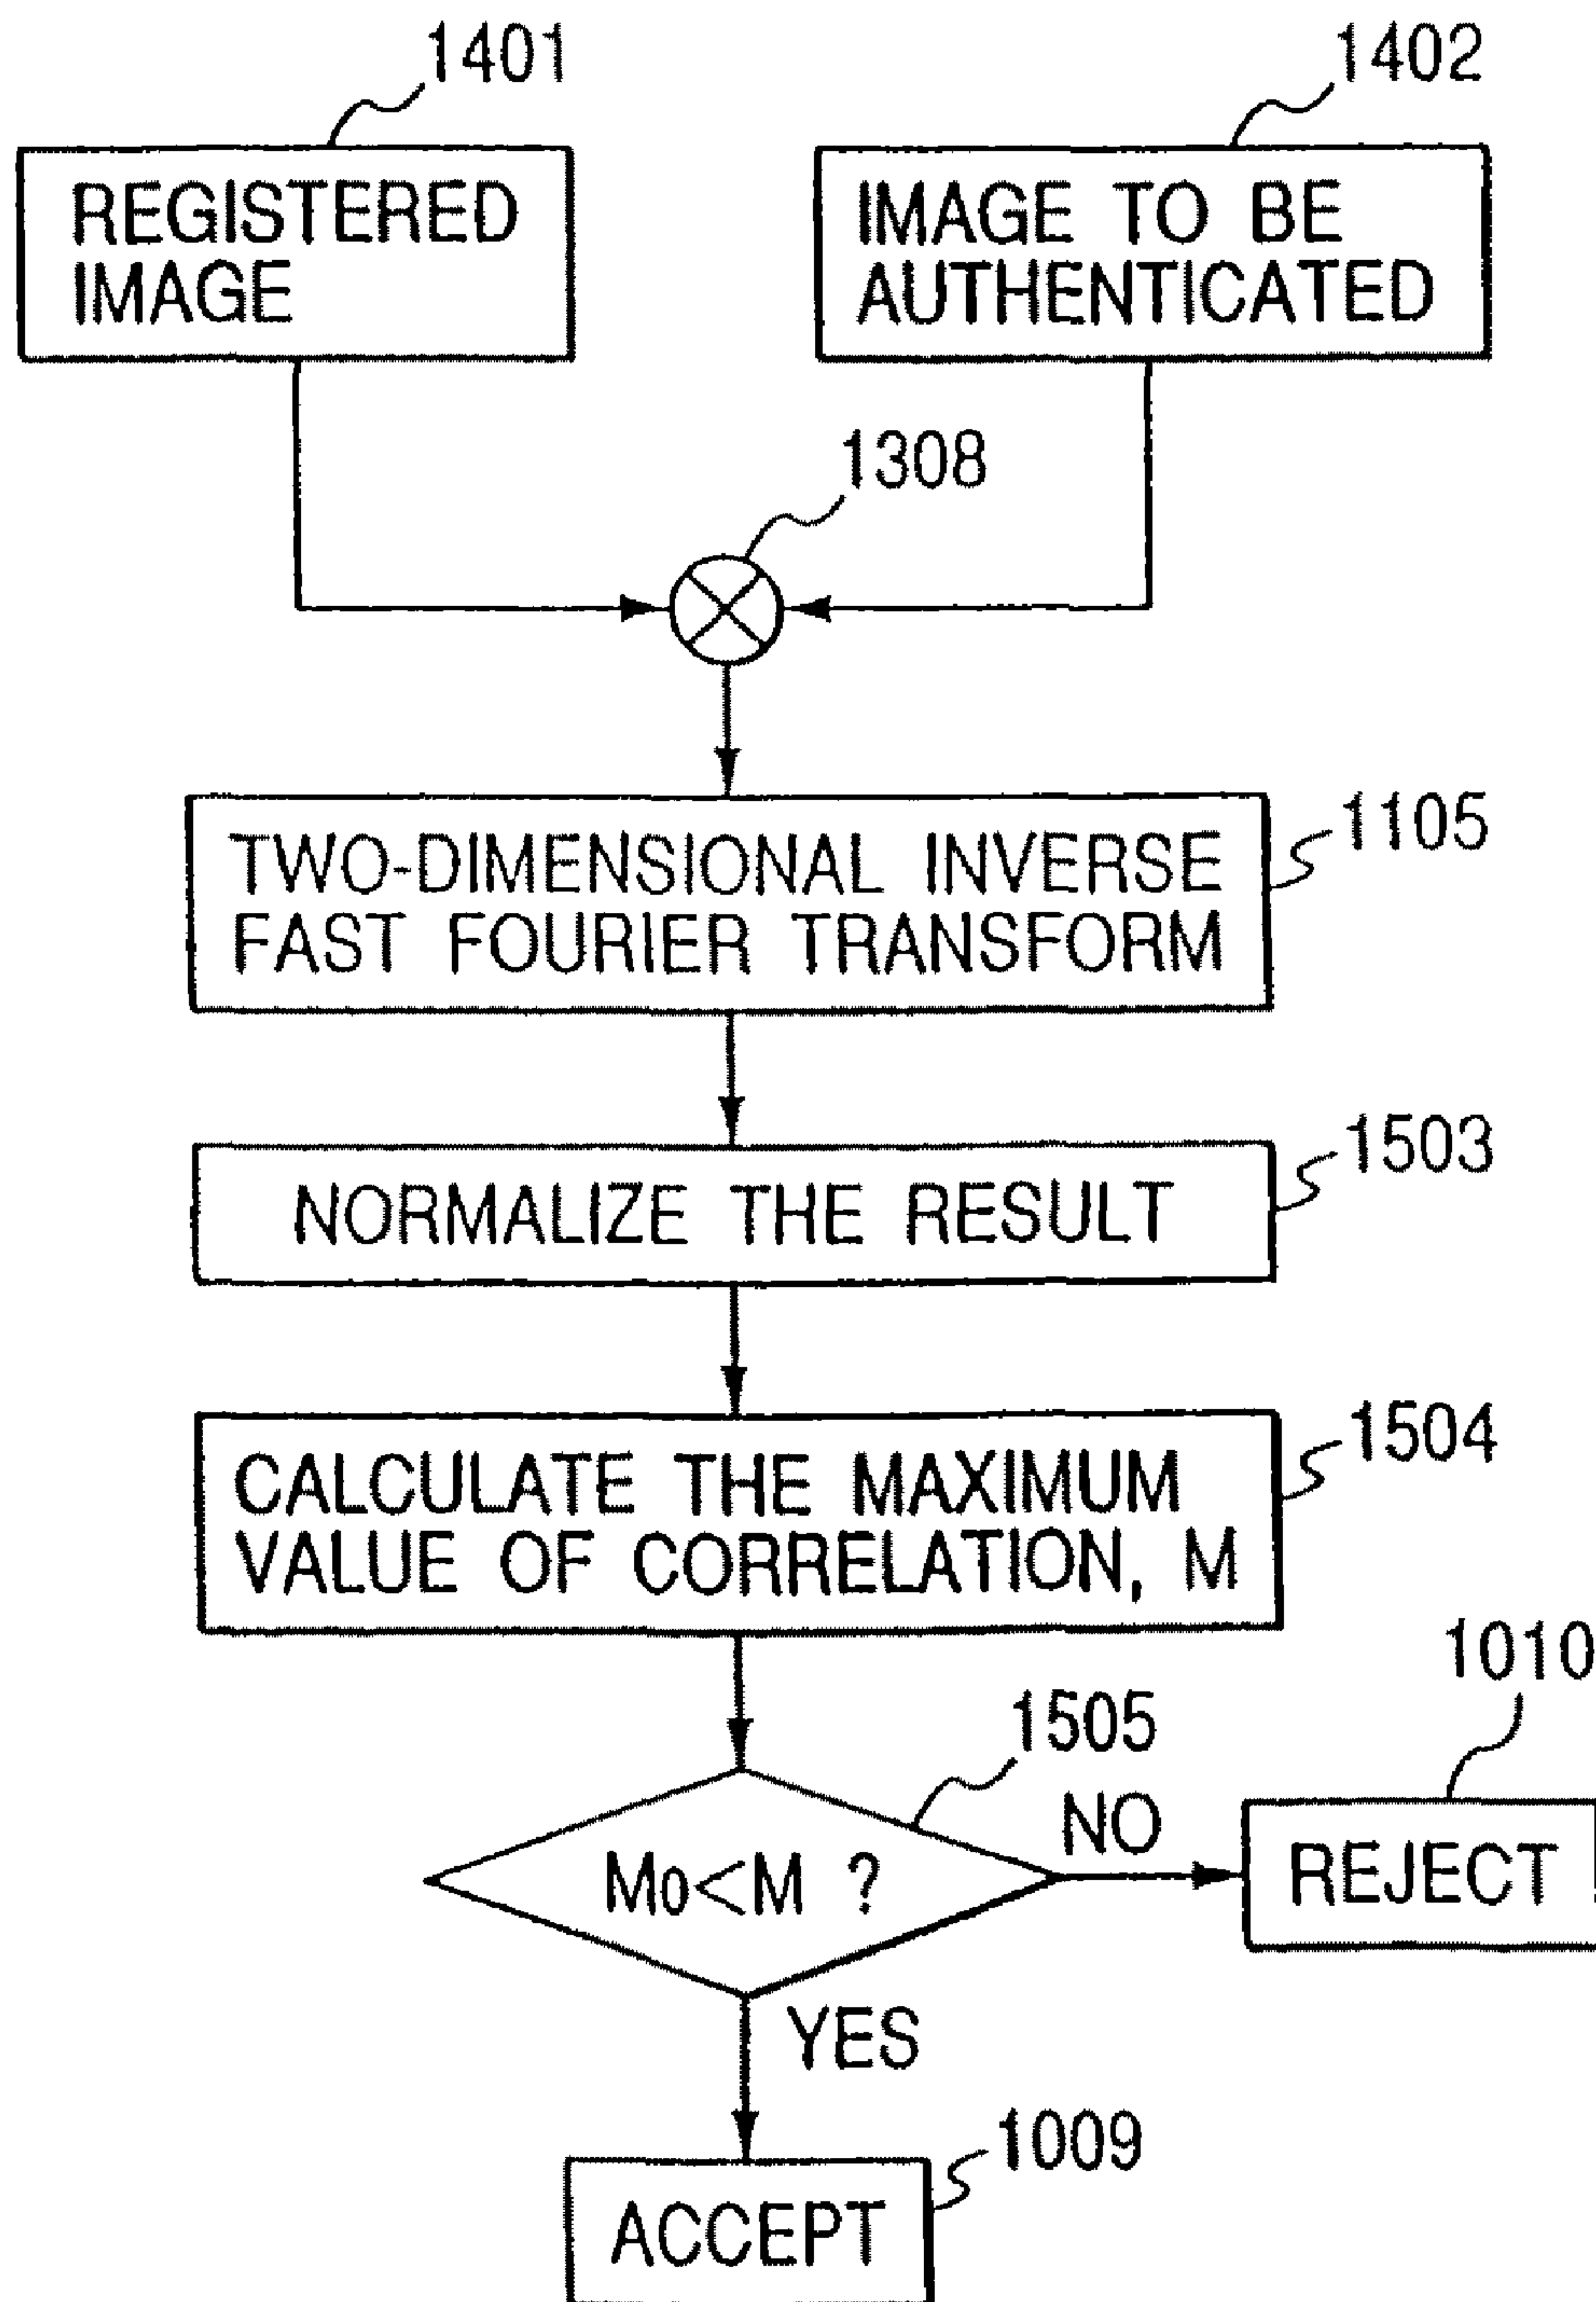 1401
1402
REGISTERED
IMAGE
IMAGE TO BE
AUTHENTICATED
1308
1105
TWO-DIMENSIONAL INVERSE
FAST FOURIER TRANSFORM
1503
NORMALIZE THE RESULT
1504
CALCULATE THE MAXIMUM
VALUE OF CORRELATION, M
1010
1505
NO
M0<M ?
REJECT
YES
1009
ACCEPT